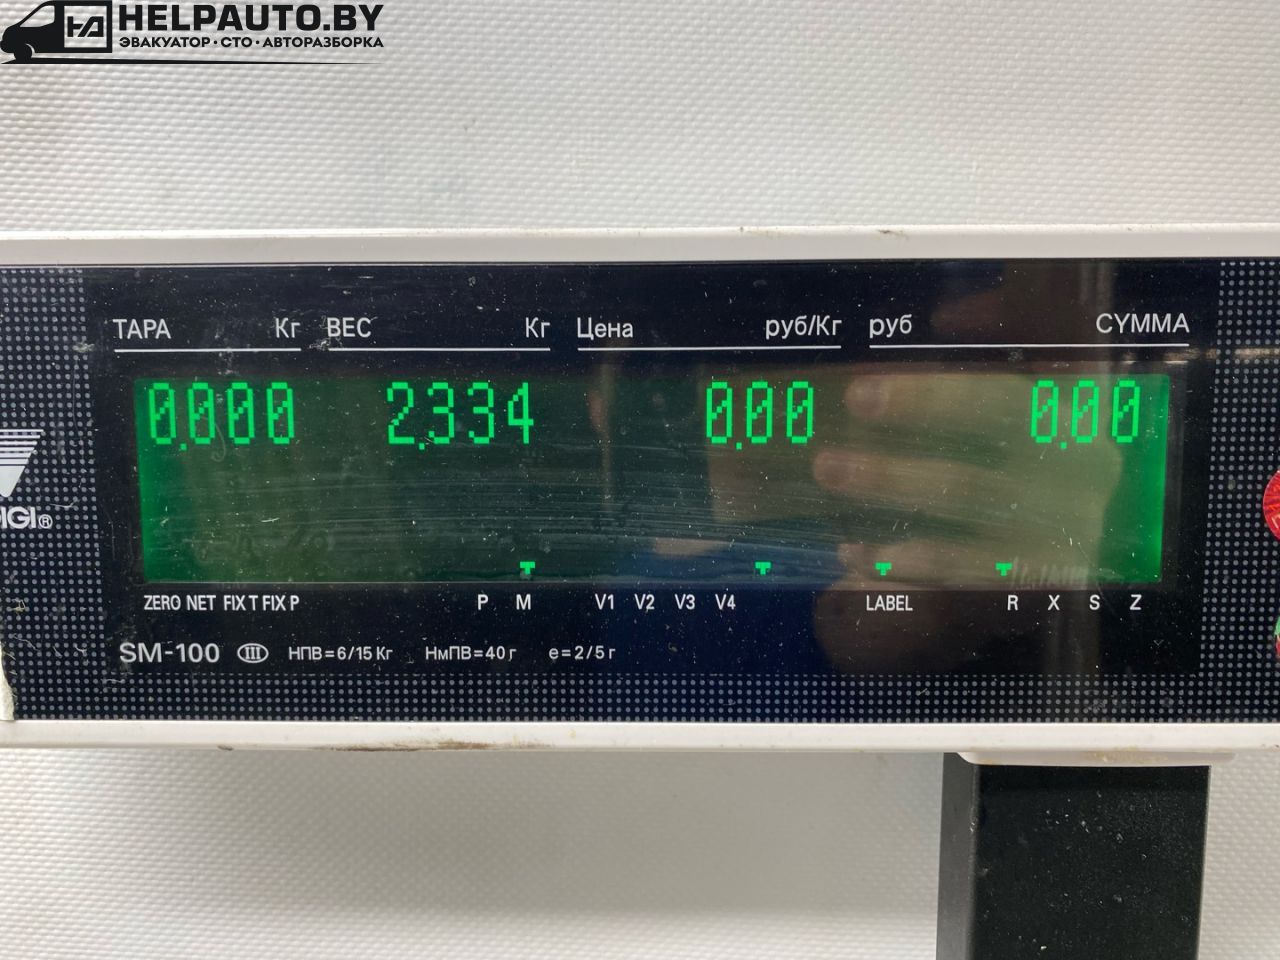 HELPAUTO.BY
ЭВАКУАТОР·СТО·АВТОРАЗБОРКА
ТАРА Кг ВЕС Кг Цена руб/Кг руб СУММА
0.000 2.334 0.00 0.00
IGI®
ZERO NET FIX T FIX P P M V1 V2 V3 V4 LABEL R X S Z
SM-100 III НПВ=6/15 Кг НмПВ=40 г e=2/5 г